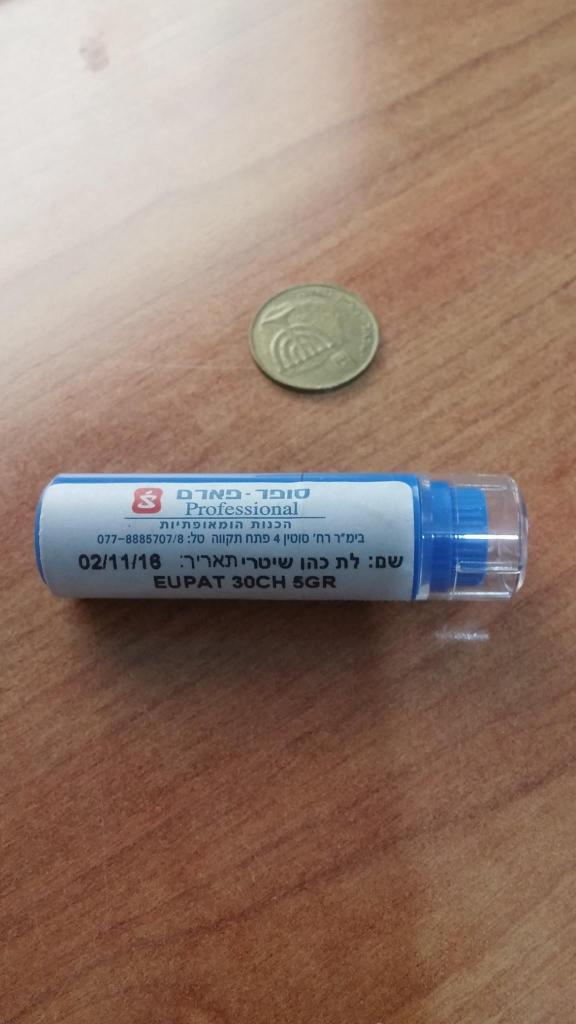 סופר-פארם
Professional
הכנות הומאופתיות
בימ״ר רח׳ סוטין 4 פתח תקווה טל: 077-8885707/8
שם: לת כהן שיטרי תאריך: 02/11/16
EUPAT 30CH 5GR